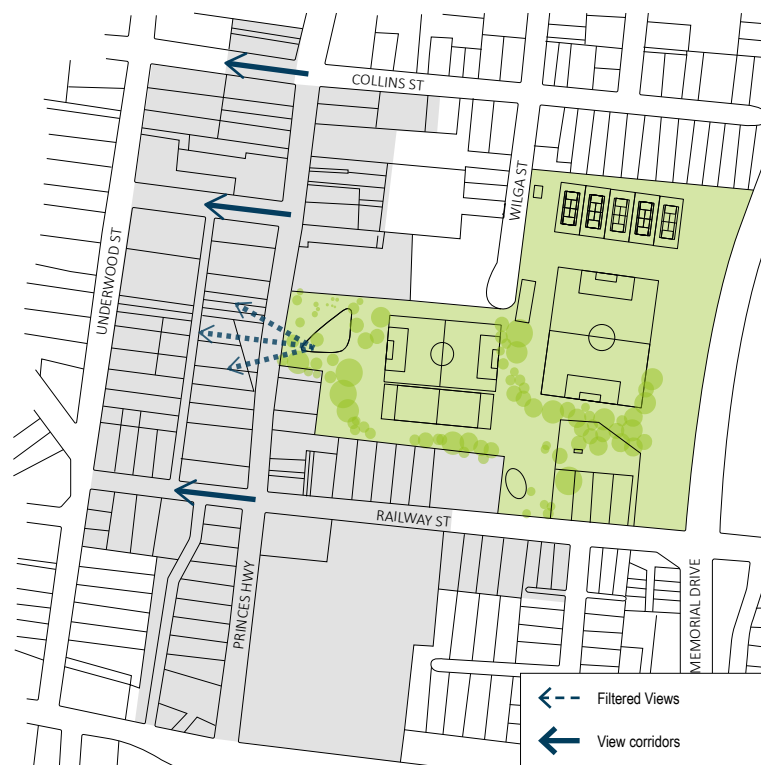 COLLINS ST
WILGA ST
UNDERWOOD ST
RAILWAY ST
PRINCES HWY
MEMORIAL DRIVE
Filtered Views
View corridors